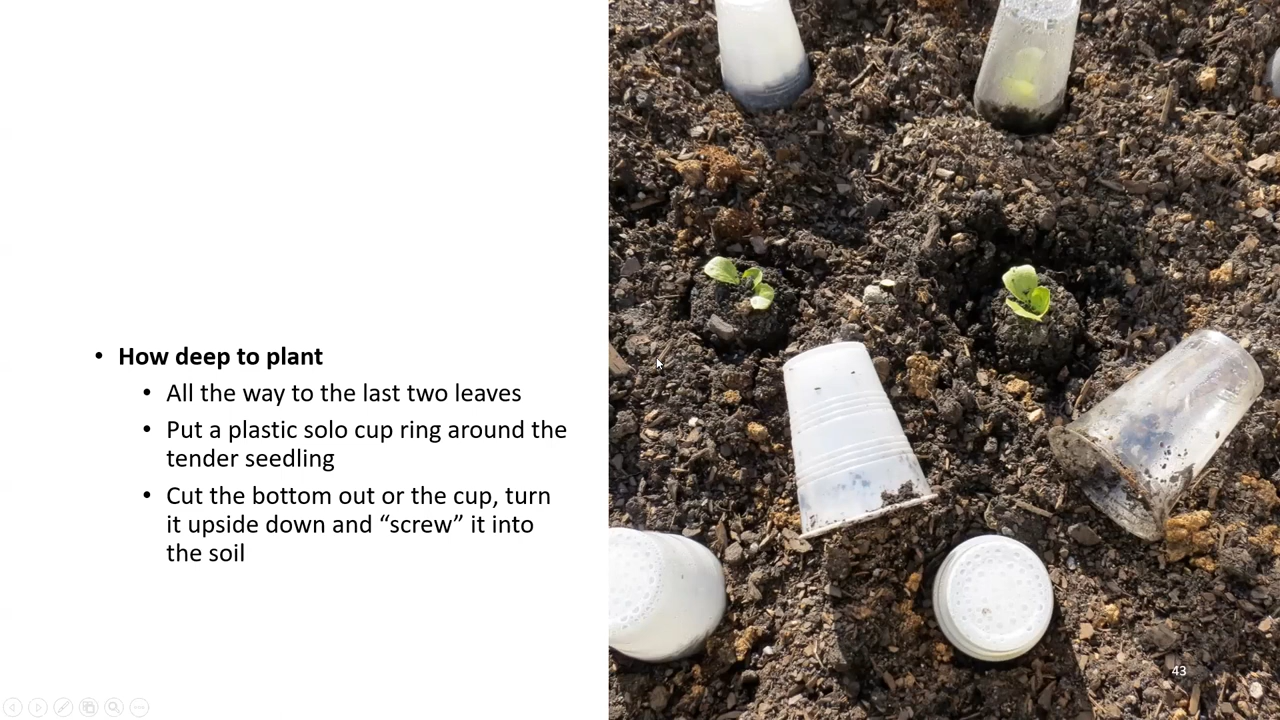 • How deep to plant
• All the way to the last two leaves
• Put a plastic solo cup ring around the
tender seedling
• Cut the bottom out or the cup, turn
it upside down and “screw” it into
the soil
43